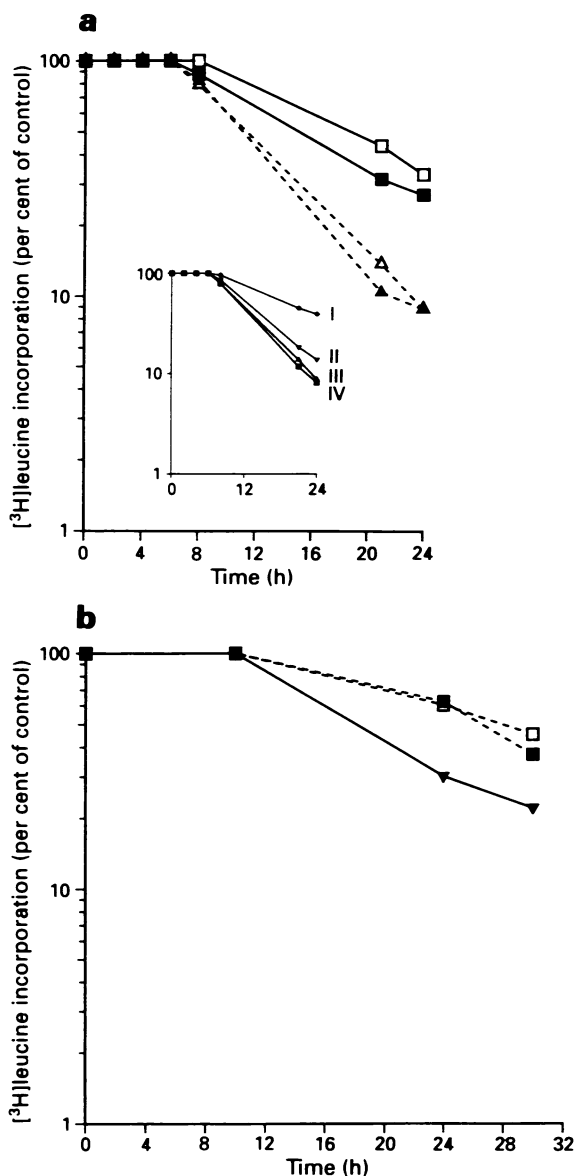 a
[³H]leucine incorporation (per cent of control)
100
10
1
0 4 8 12 16 20 24
Time (h)
100
10
1
0 12 24
I
II
III
IV
b
[³H]leucine incorporation (per cent of control)
100
10
1
0 4 8 12 16 20 24 28 32
Time (h)